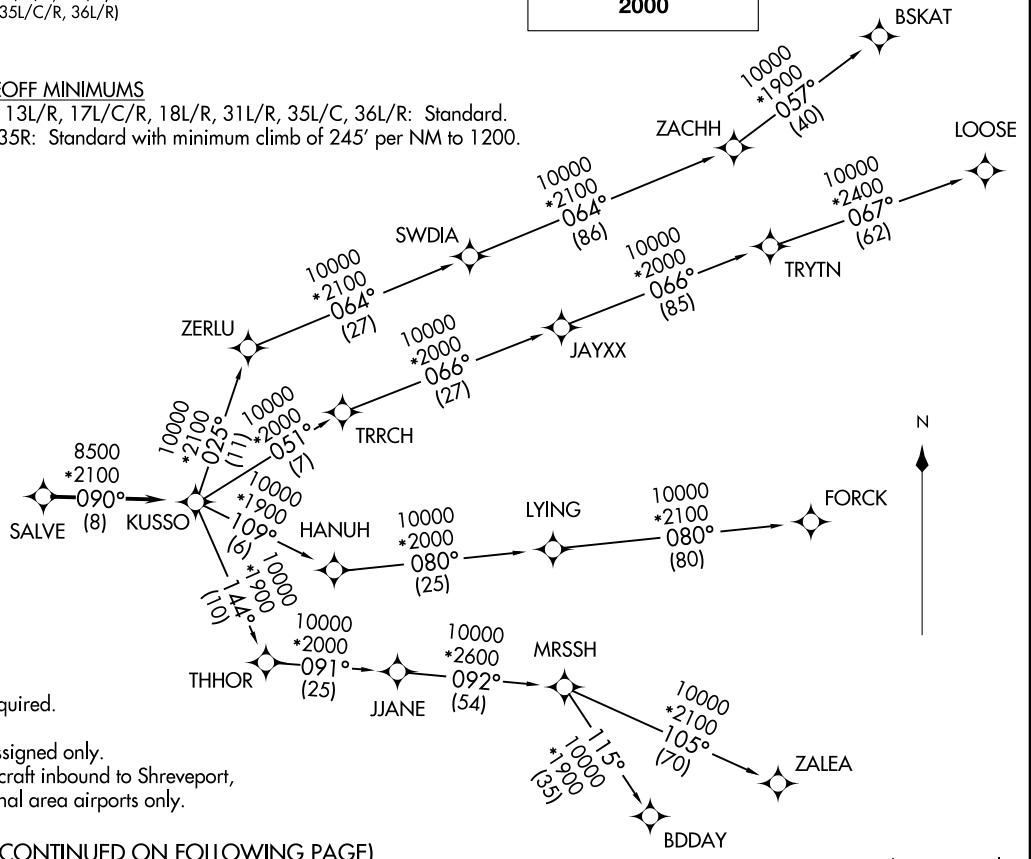 35L/C/R, 36L/R)
2000
EOFF MINIMUMS
13L/R, 17L/C/R, 18L/R, 31L/R, 35L/C, 36L/R: Standard.
35R: Standard with minimum climb of 245' per NM to 1200.
BSKAT
10000
*1900
057°
(40)
ZACHH
LOOSE
10000
*2400
067°
(62)
10000
*2100
064°
(86)
SWDIA
TRYTN
10000
*2000
066°
(85)
10000
*2100
064°
(27)
ZERLU
JAYXX
10000
*2000
066°
(27)
TRRCH
10000
*2100
025°
(11)
10000
*2000
051°
(7)
N
8500
*2100
090°
(8)
SALVE
KUSSO
10000
*1900
109°
(6)
HANUH
10000
*2000
080°
(25)
LYING
10000
*2100
080°
(80)
FORCK
10000
*1900
144°
(10)
THHOR
10000
*2000
091°
(25)
JJANE
10000
*2600
092°
(54)
MRSSH
10000
*2100
105°
(70)
ZALEA
115°
10000
*1900
(35)
BDDAY
quired.
ssigned only.
craft inbound to Shreveport,
nal area airports only.
CONTINUED ON FOLLOWING PAGE)